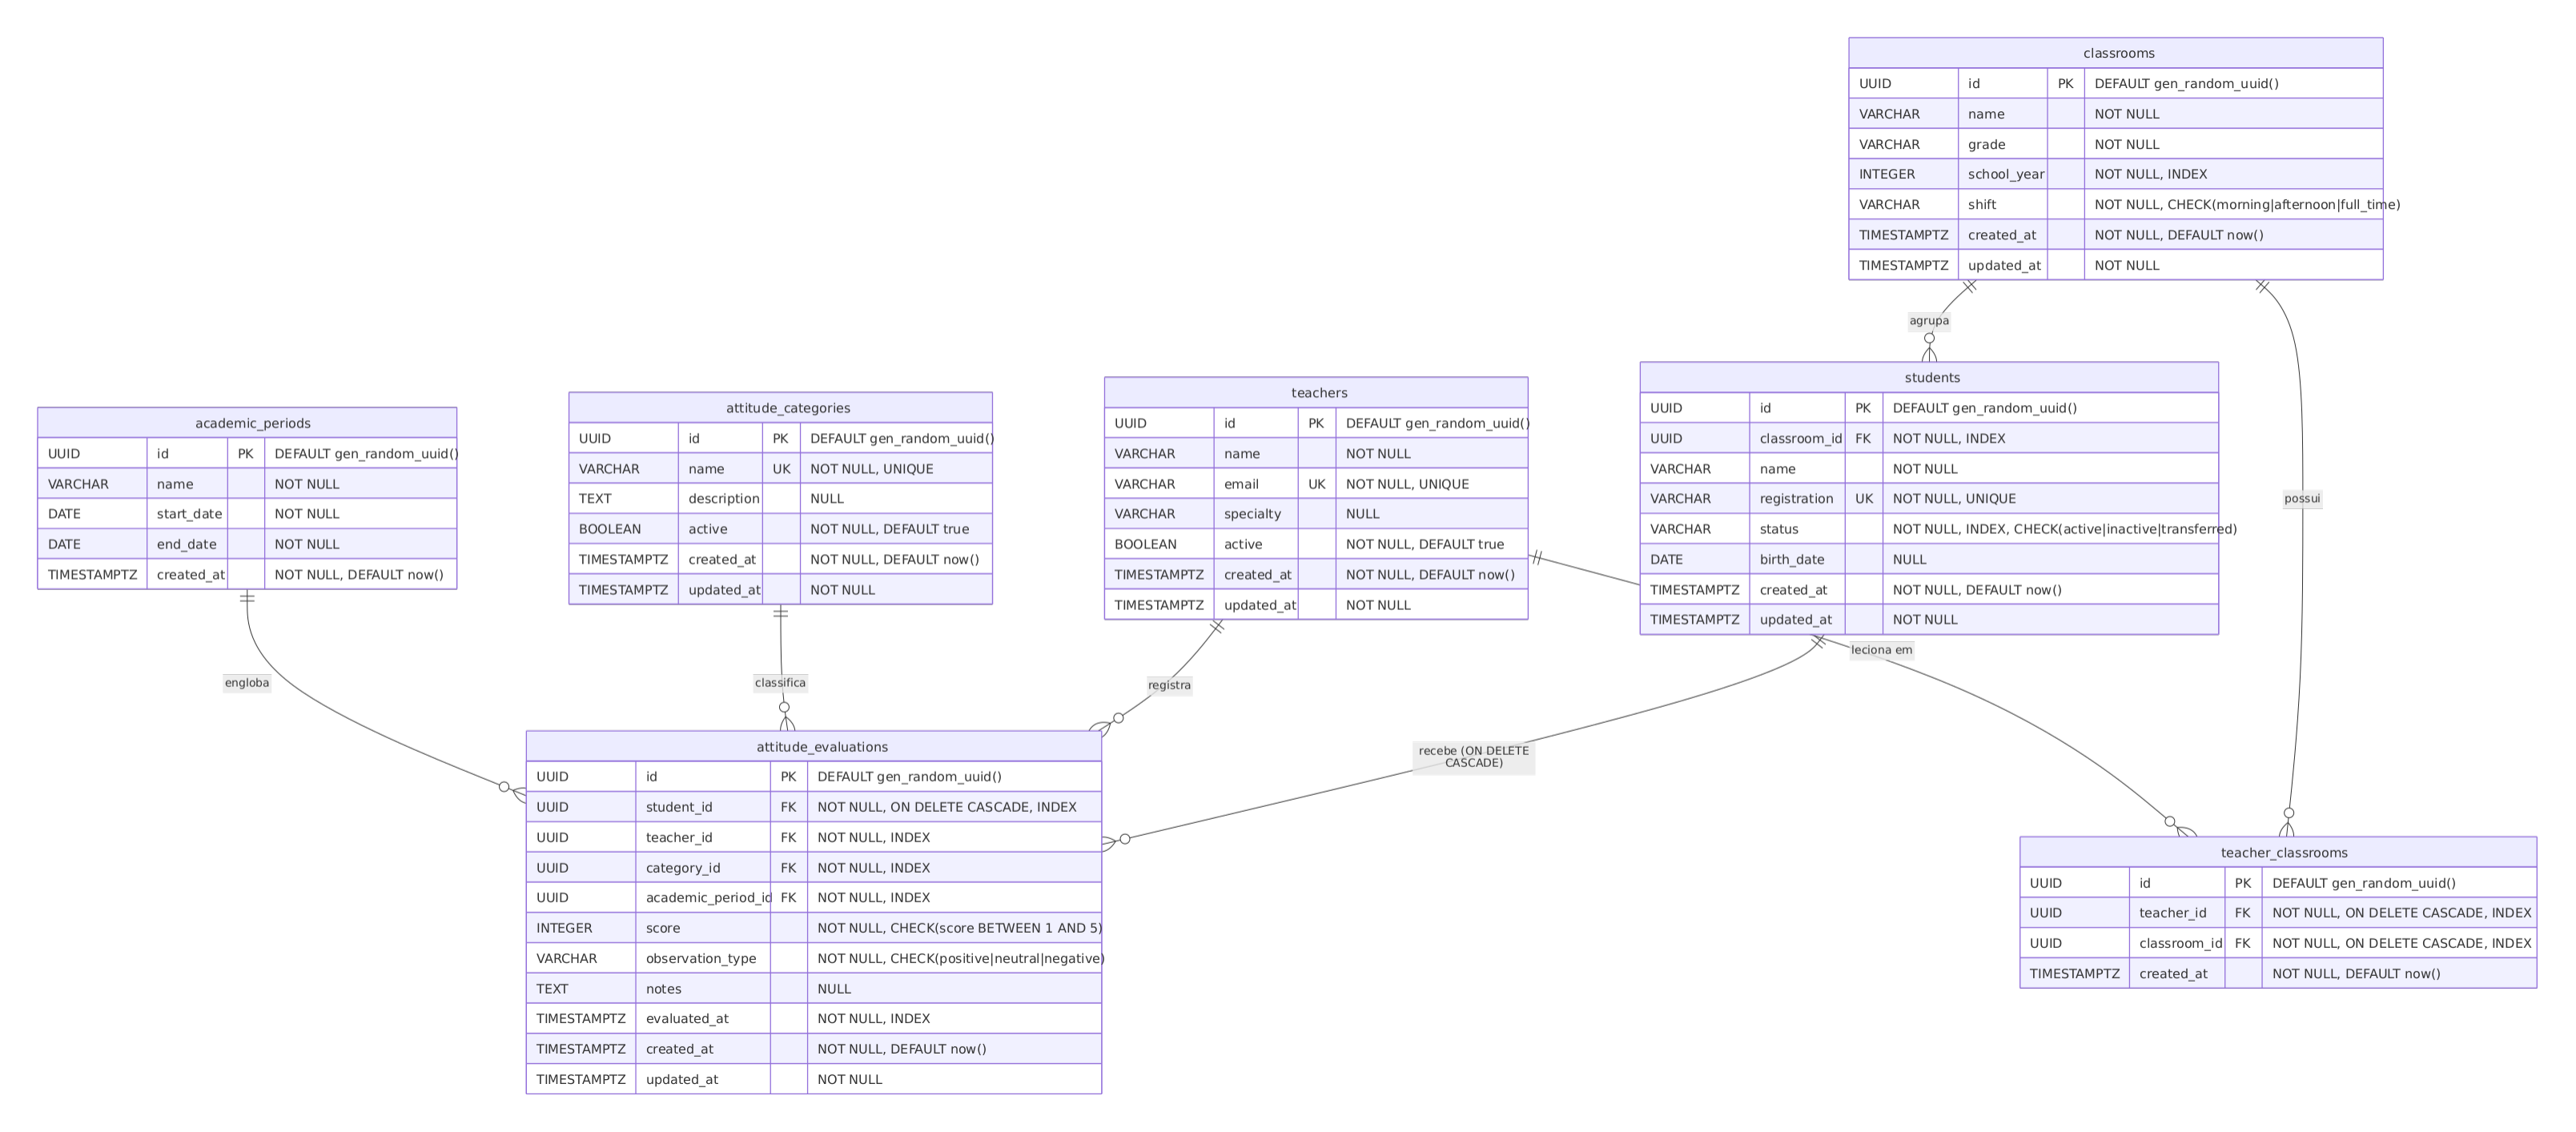 classrooms
UUID id PK DEFAULT gen_random_uuid()
VARCHAR name NOT NULL
VARCHAR grade NOT NULL
INTEGER school_year NOT NULL, INDEX
VARCHAR shift NOT NULL, CHECK(morning|afternoon|full_time)
TIMESTAMPTZ created_at NOT NULL, DEFAULT now()
TIMESTAMPTZ updated_at NOT NULL
agrupa
possui
students
UUID id PK DEFAULT gen_random_uuid()
UUID classroom_id FK NOT NULL, INDEX
VARCHAR name NOT NULL
VARCHAR registration UK NOT NULL, UNIQUE
VARCHAR status NOT NULL, INDEX, CHECK(active|inactive|transferred)
DATE birth_date NULL
TIMESTAMPTZ created_at NOT NULL, DEFAULT now()
TIMESTAMPTZ updated_at NOT NULL
teachers
UUID id PK DEFAULT gen_random_uuid()
VARCHAR name NOT NULL
VARCHAR email UK NOT NULL, UNIQUE
VARCHAR specialty NULL
BOOLEAN active NOT NULL, DEFAULT true
TIMESTAMPTZ created_at NOT NULL, DEFAULT now()
TIMESTAMPTZ updated_at NOT NULL
attitude_categories
UUID id PK DEFAULT gen_random_uuid()
VARCHAR name UK NOT NULL, UNIQUE
TEXT description NULL
BOOLEAN active NOT NULL, DEFAULT true
TIMESTAMPTZ created_at NOT NULL, DEFAULT now()
TIMESTAMPTZ updated_at NOT NULL
academic_periods
UUID id PK DEFAULT gen_random_uuid()
VARCHAR name NOT NULL
DATE start_date NOT NULL
DATE end_date NOT NULL
TIMESTAMPTZ created_at NOT NULL, DEFAULT now()
engloba
classifica
registra
leciona em
recebe (ON DELETE
CASCADE)
attitude_evaluations
UUID id PK DEFAULT gen_random_uuid()
UUID student_id FK NOT NULL, ON DELETE CASCADE, INDEX
UUID teacher_id FK NOT NULL, INDEX
UUID category_id FK NOT NULL, INDEX
UUID academic_period_id FK NOT NULL, INDEX
INTEGER score NOT NULL, CHECK(score BETWEEN 1 AND 5)
VARCHAR observation_type NOT NULL, CHECK(positive|neutral|negative)
TEXT notes NULL
TIMESTAMPTZ evaluated_at NOT NULL, INDEX
TIMESTAMPTZ created_at NOT NULL, DEFAULT now()
TIMESTAMPTZ updated_at NOT NULL
teacher_classrooms
UUID id PK DEFAULT gen_random_uuid()
UUID teacher_id FK NOT NULL, ON DELETE CASCADE, INDEX
UUID classroom_id FK NOT NULL, ON DELETE CASCADE, INDEX
TIMESTAMPTZ created_at NOT NULL, DEFAULT now()